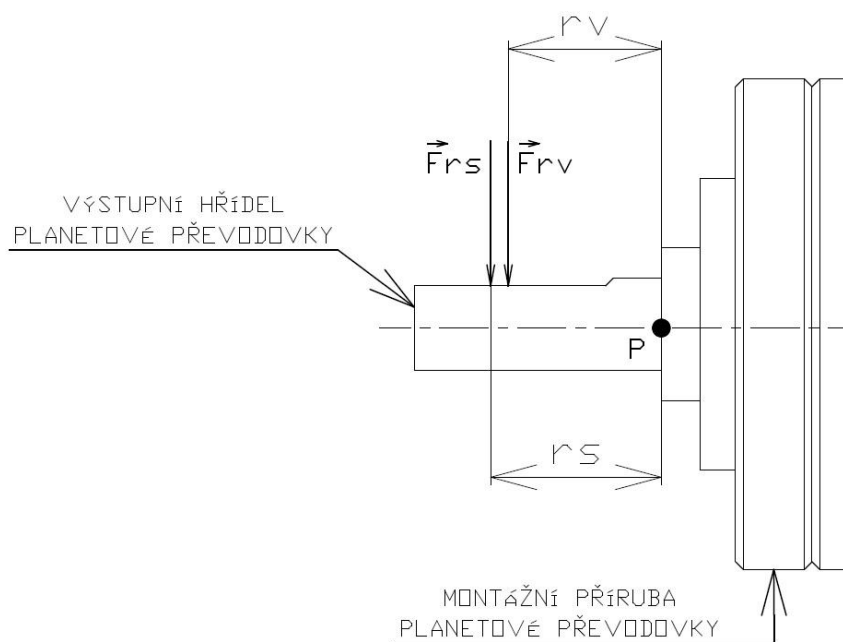 rv
Frs
Frv
VÝSTUPNÍ HŘÍDEL
PLANETOVÉ PŘEVODOVKY
P
rs
MONTÁŽNÍ PŘÍRUBA
PLANETOVÉ PŘEVODOVKY